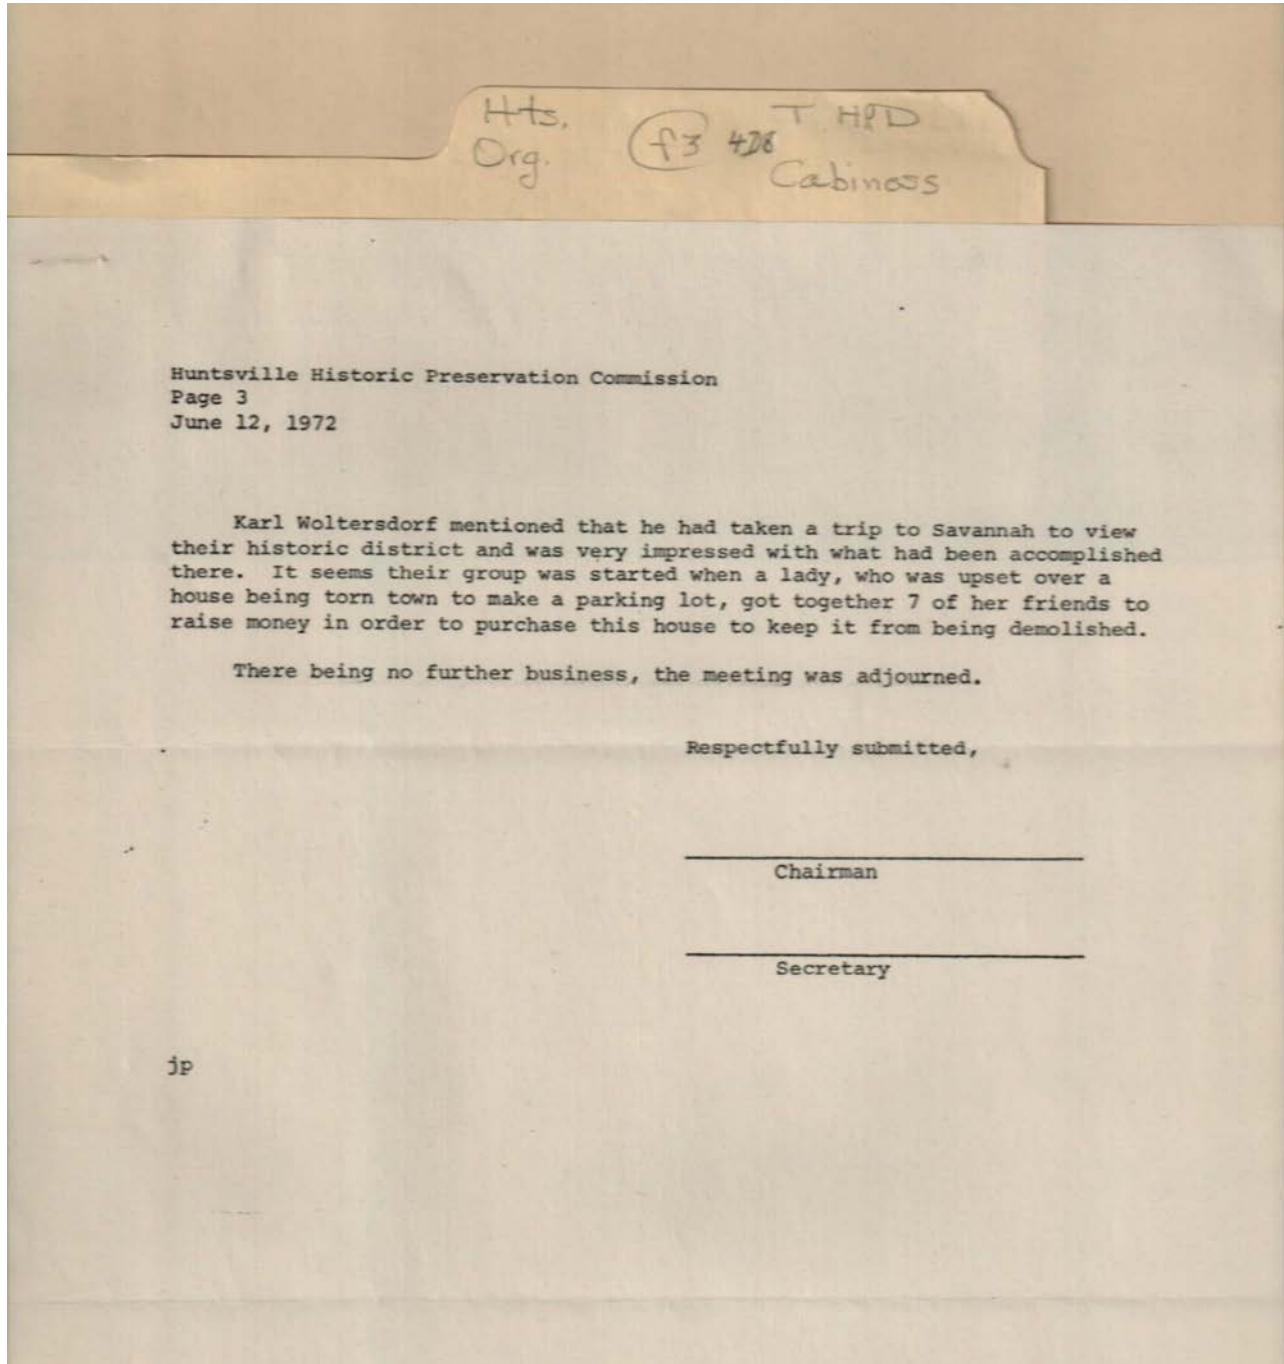 Hts. T HPD
Org. f3 4D8 Cabiness
Huntsville Historic Preservation Commission
Page 3
June 12, 1972
Karl Woltersdorf mentioned that he had taken a trip to Savannah to view
their historic district and was very impressed with what had been accomplished
there. It seems their group was started when a lady, who was upset over a
house being torn town to make a parking lot, got together 7 of her friends to
raise money in order to purchase this house to keep it from being demolished.
There being no further business, the meeting was adjourned.
Respectfully submitted,
Chairman
Secretary
jp